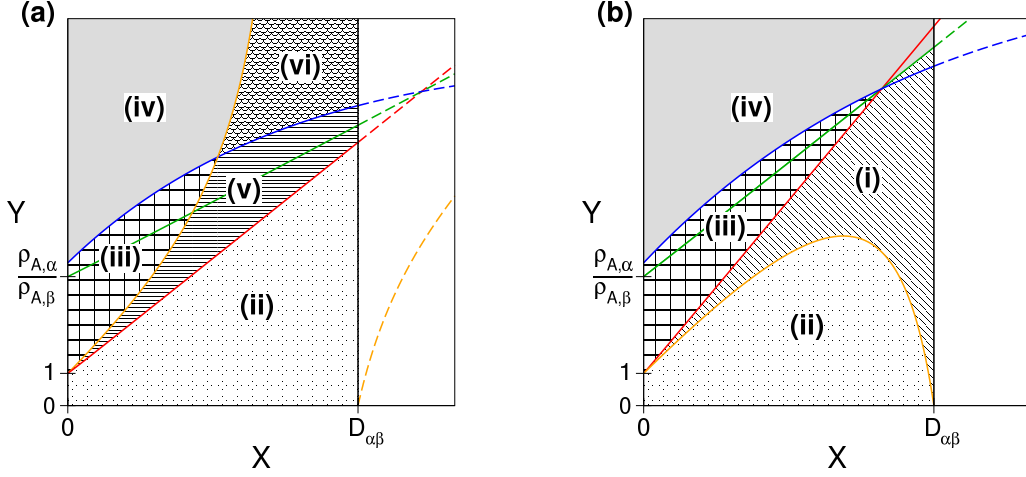 (a)
(vi)
(iv)
(v)
Y
(iii)
ρA,α
ρA,β
(ii)
1
0
0
Dαβ
X
(b)
(iv)
(i)
Y
(iii)
ρA,α
ρA,β
(ii)
1
0
0
Dαβ
X